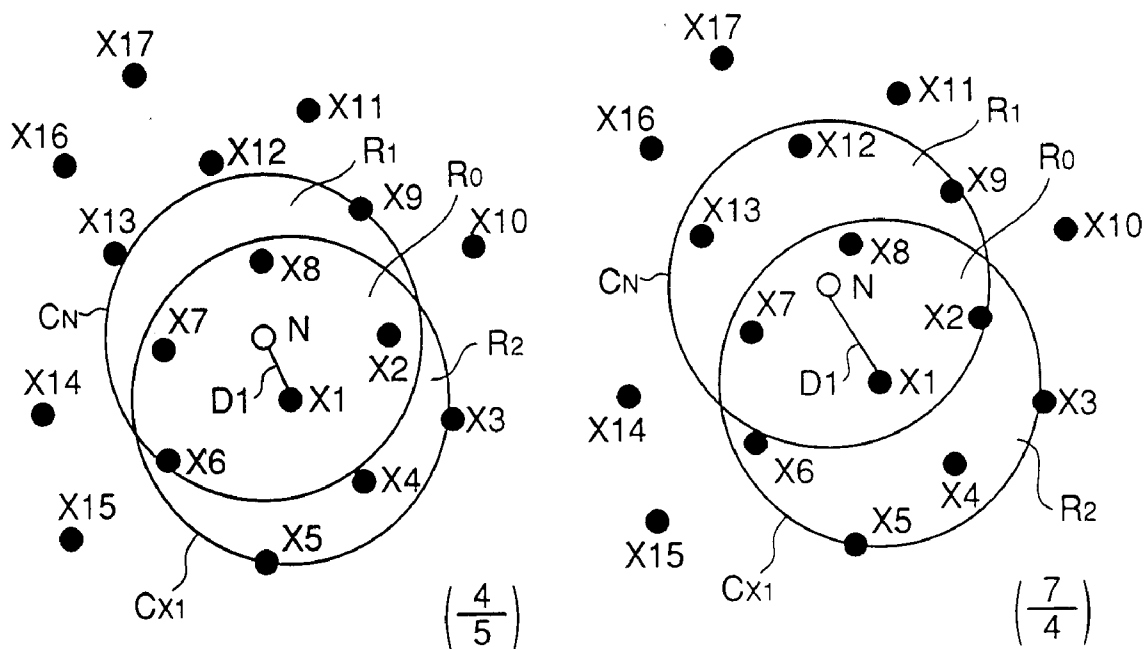 X17
X11
X16
X12
R1
R0
X9
X13
X10
X8
CN
X7
N
X2
R2
X14
D1
X1
X3
X6
X4
X15
X5
CX1
(4/5)
X17
X11
R1
X16
X12
R0
X9
X13
X10
X8
CN
N
X7
X2
D1
X1
X3
X14
X6
X4
R2
X5
X15
CX1
(7/4)